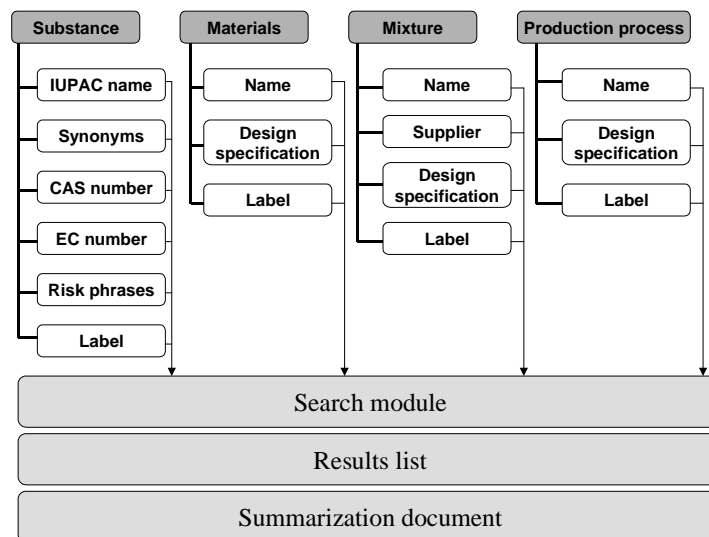 Substance
IUPAC name
Synonyms
CAS number
EC number
Risk phrases
Label
Materials
Name
Design
specification
Label
Mixture
Name
Supplier
Design
specification
Label
Production process
Name
Design
specification
Label
Search module
Results list
Summarization document